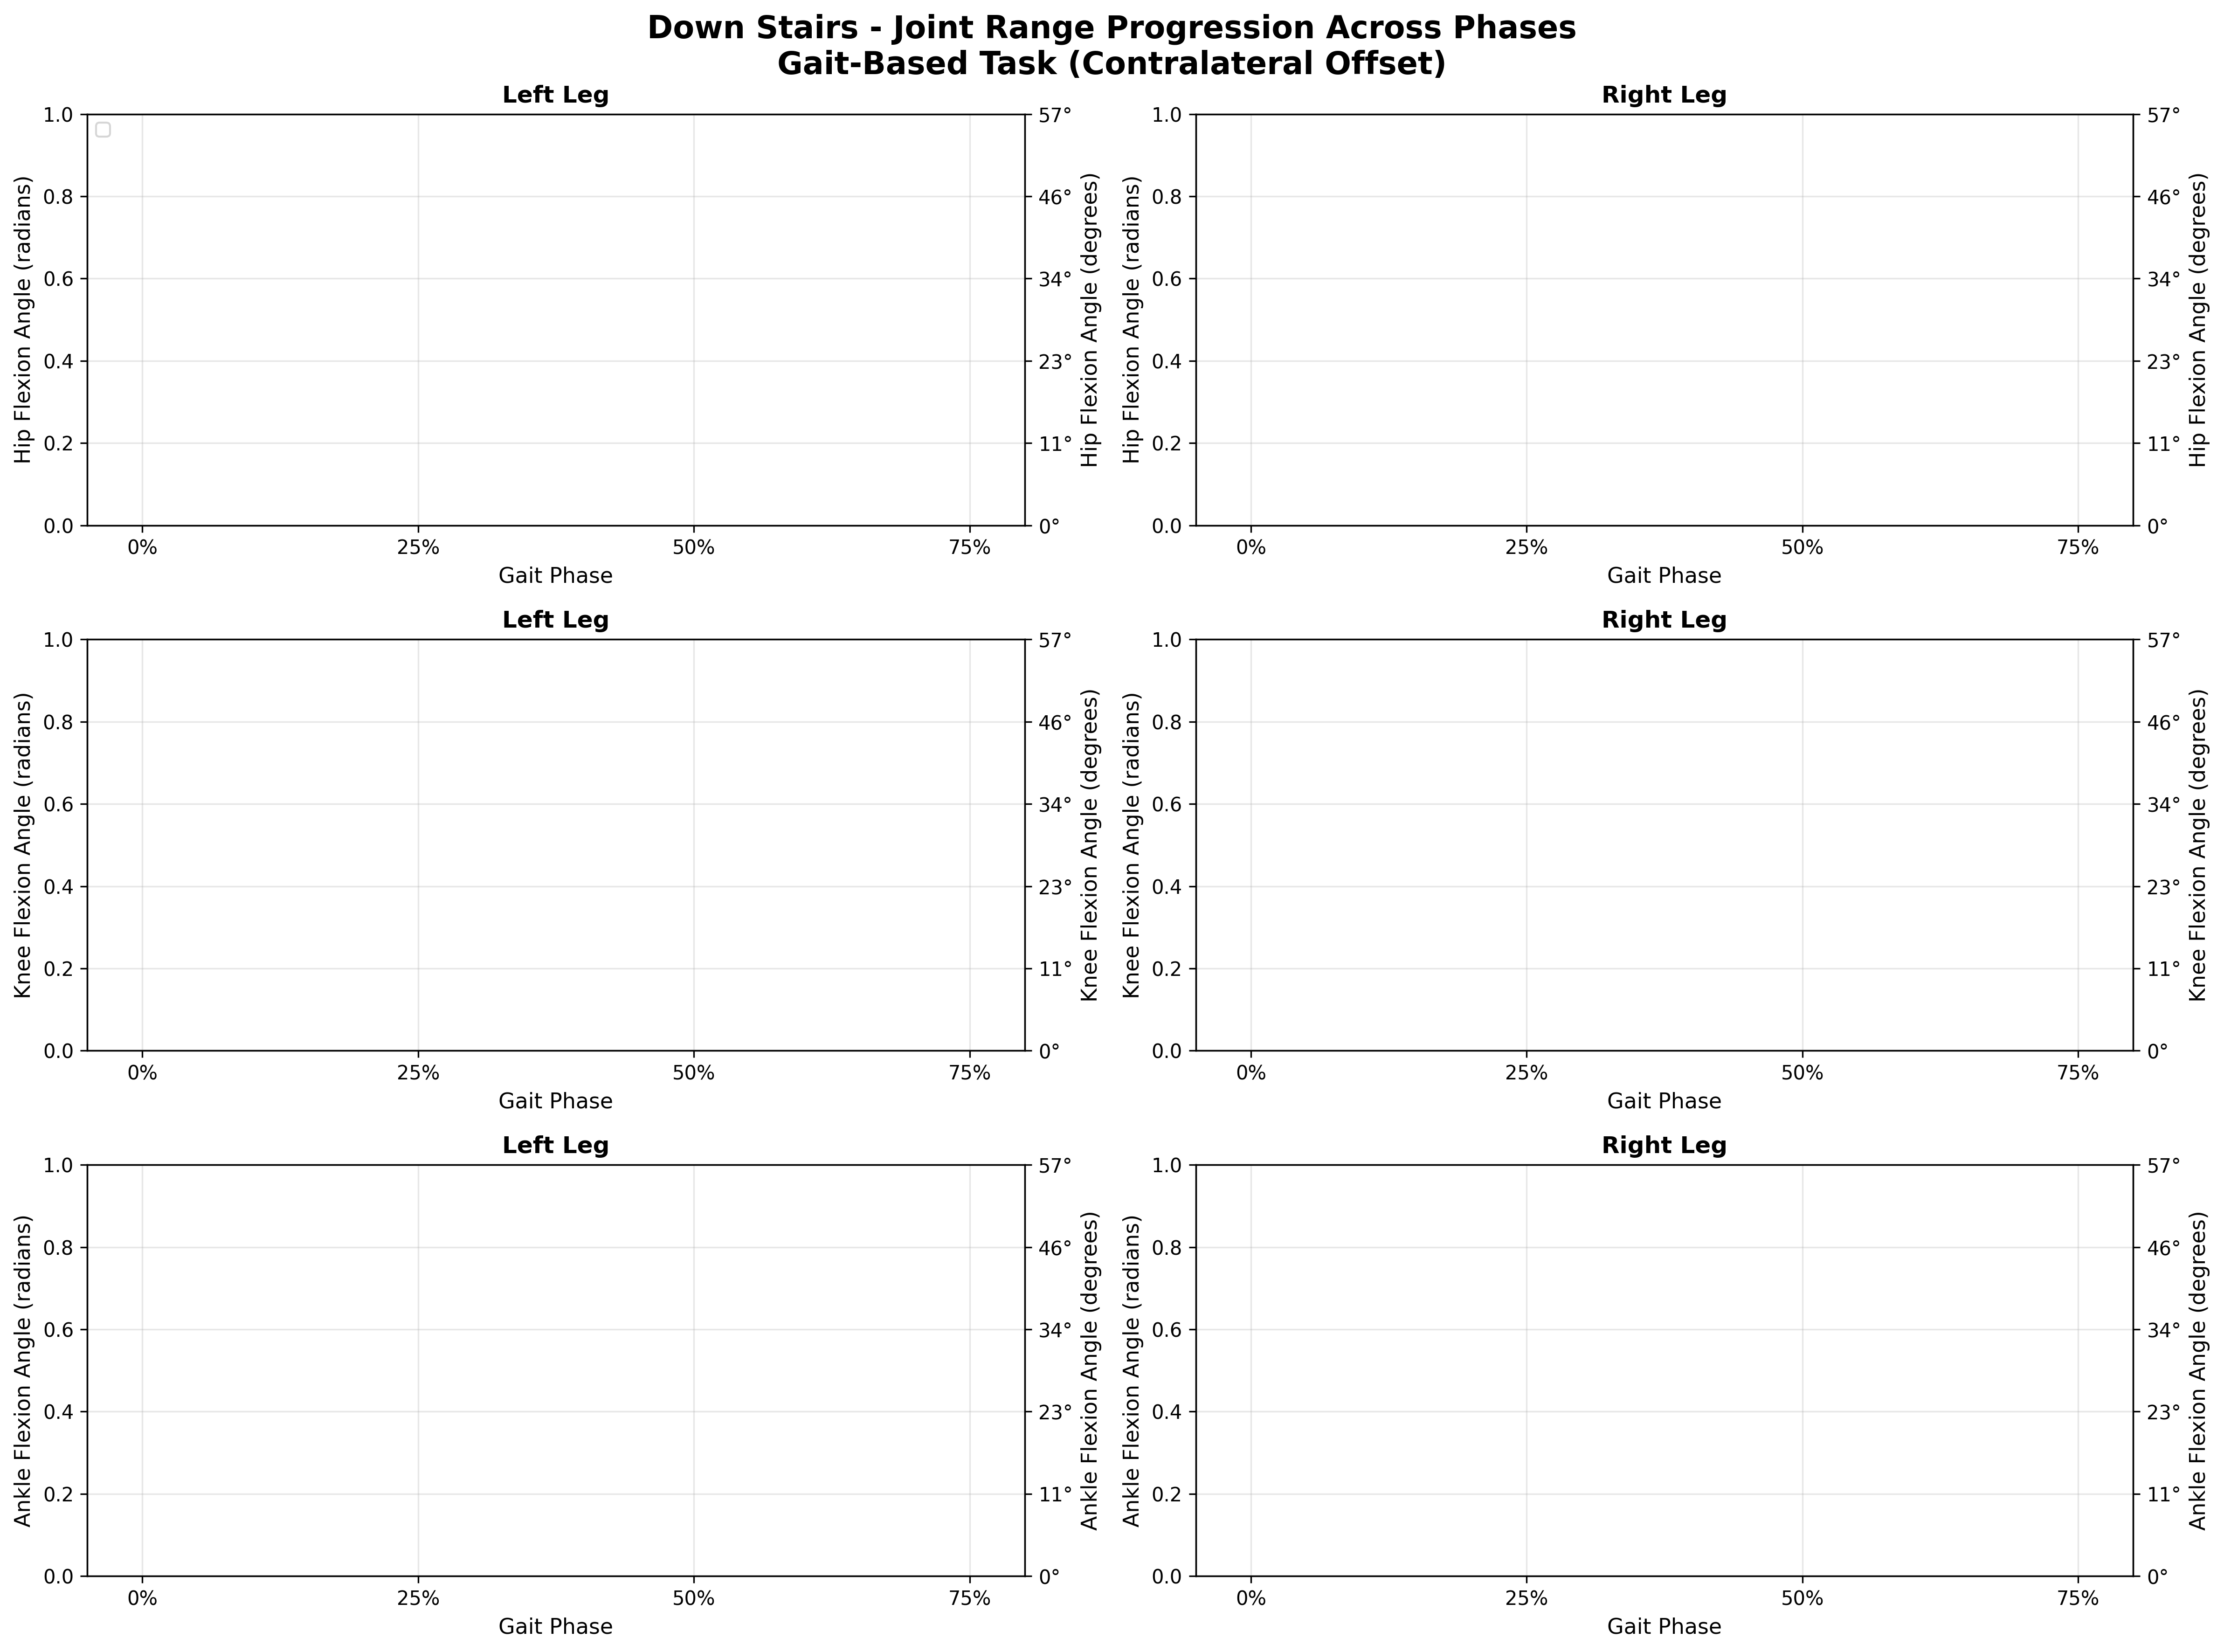 Down Stairs - Joint Range Progression Across Phases
Gait-Based Task (Contralateral Offset)
Left Leg
1.0
0.8
0.6
0.4
0.2
0.0
Hip Flexion Angle (radians)
57°
46°
34°
23°
11°
0°
Hip Flexion Angle (degrees)
0% 25% 50% 75%
Gait Phase
Right Leg
1.0
0.8
0.6
0.4
0.2
0.0
Hip Flexion Angle (radians)
57°
46°
34°
23°
11°
0°
Hip Flexion Angle (degrees)
0% 25% 50% 75%
Gait Phase
Left Leg
1.0
0.8
0.6
0.4
0.2
0.0
Knee Flexion Angle (radians)
57°
46°
34°
23°
11°
0°
Knee Flexion Angle (degrees)
0% 25% 50% 75%
Gait Phase
Right Leg
1.0
0.8
0.6
0.4
0.2
0.0
Knee Flexion Angle (radians)
57°
46°
34°
23°
11°
0°
Knee Flexion Angle (degrees)
0% 25% 50% 75%
Gait Phase
Left Leg
1.0
0.8
0.6
0.4
0.2
0.0
Ankle Flexion Angle (radians)
57°
46°
34°
23°
11°
0°
Ankle Flexion Angle (degrees)
0% 25% 50% 75%
Gait Phase
Right Leg
1.0
0.8
0.6
0.4
0.2
0.0
Ankle Flexion Angle (radians)
57°
46°
34°
23°
11°
0°
Ankle Flexion Angle (degrees)
0% 25% 50% 75%
Gait Phase